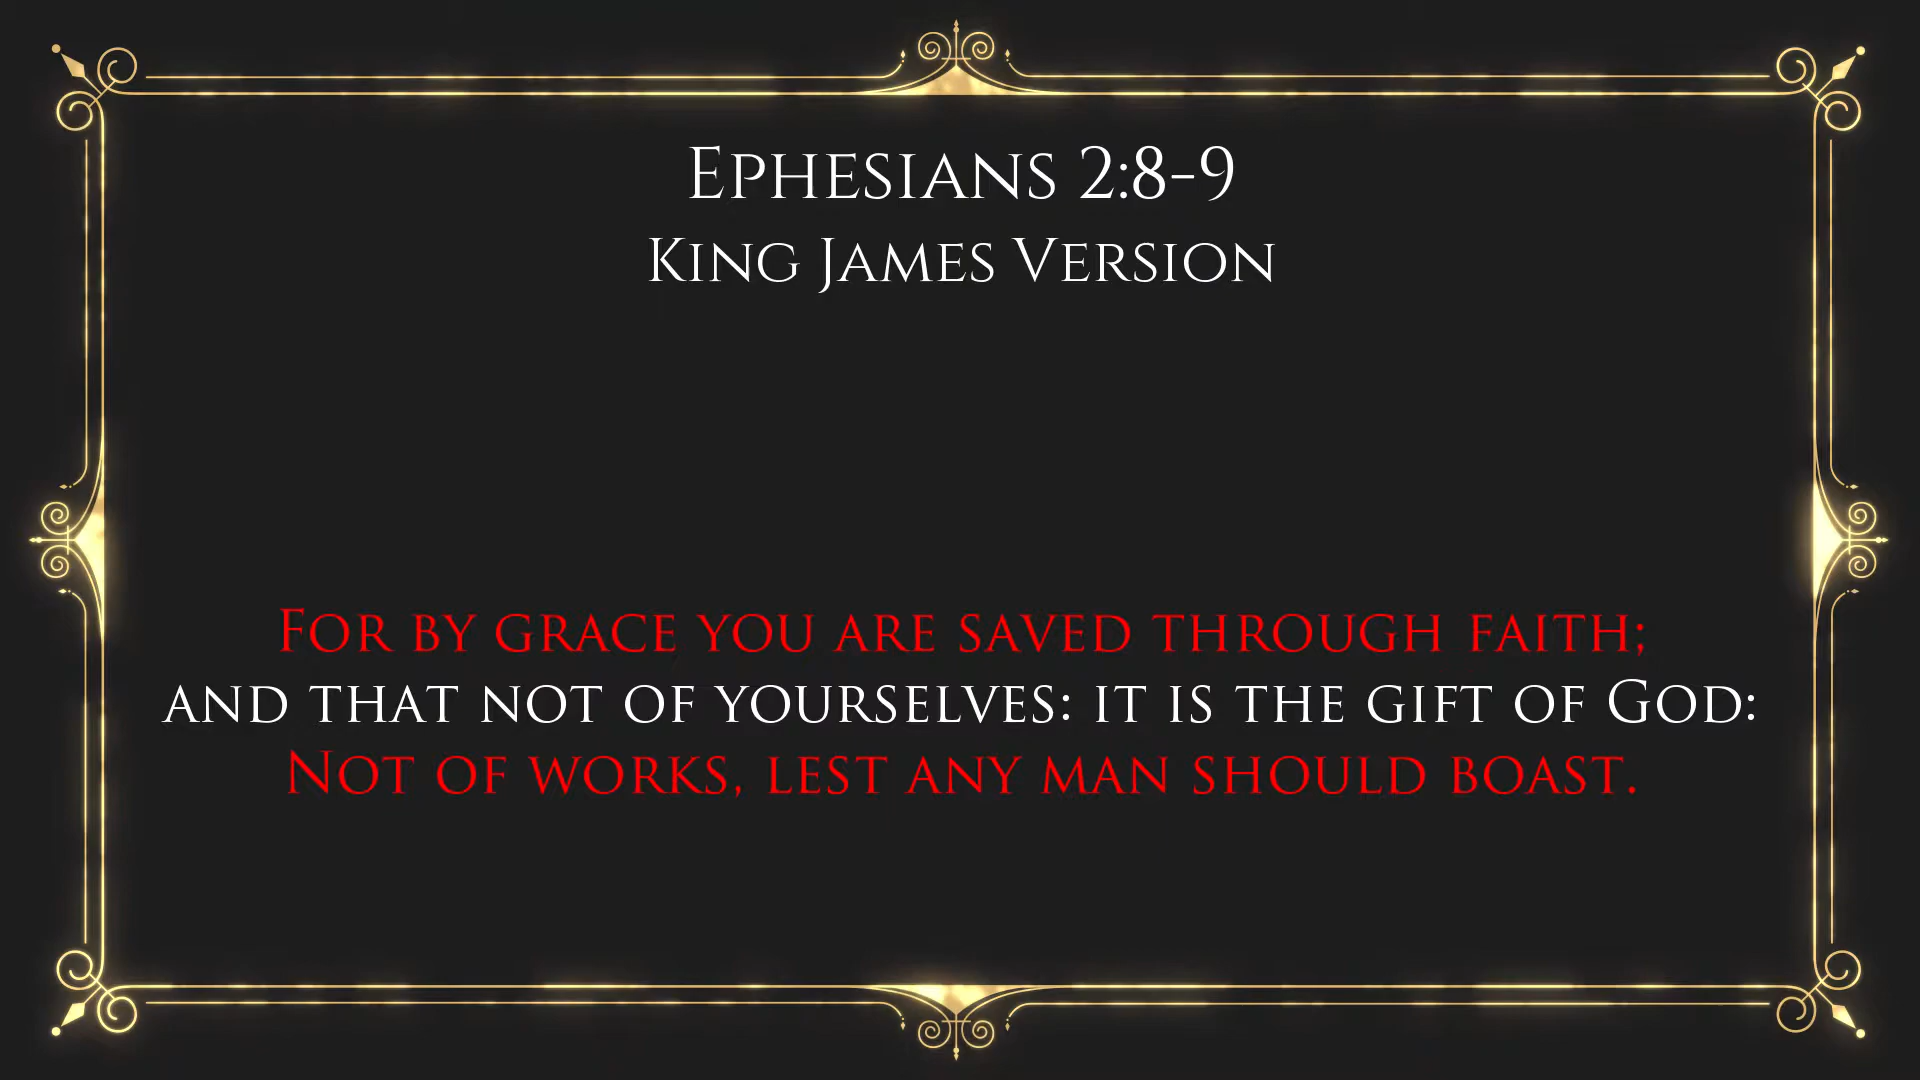 Ephesians 2:8-9
King James Version
For by grace you are saved through faith;
and that not of yourselves: it is the gift of God:
Not of works, lest any man should boast.